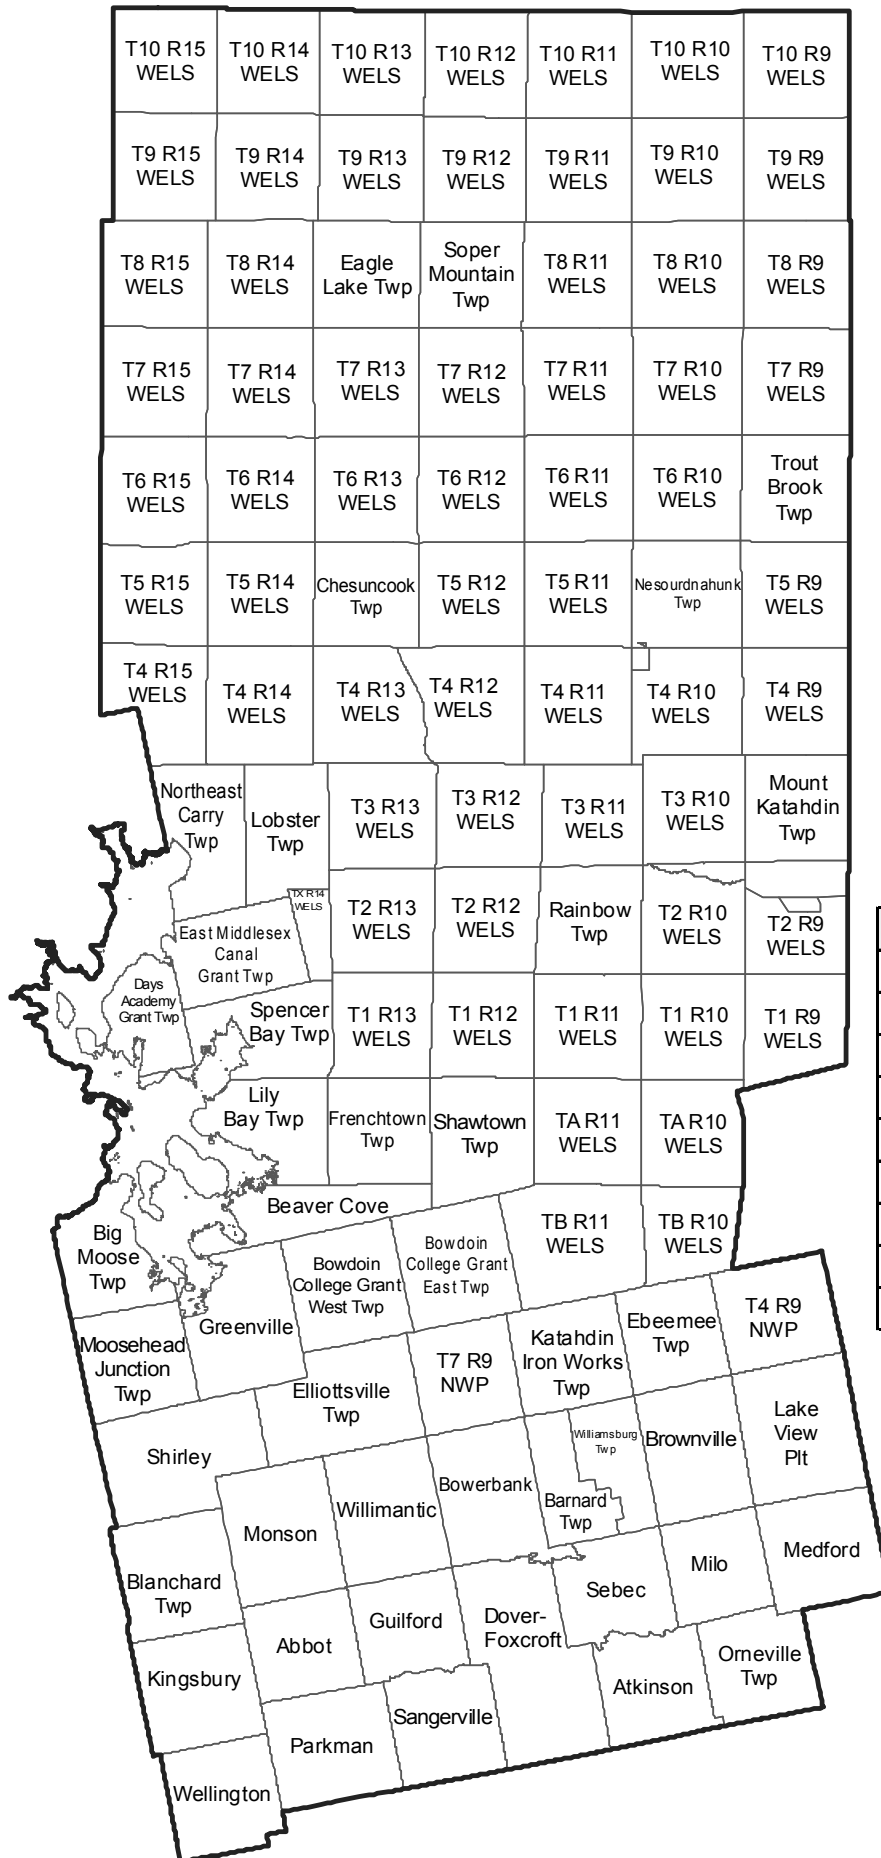 T10 R15
WELS
T10 R14
WELS
T10 R13
WELS
T10 R12
WELS
T10 R11
WELS
T10 R10
WELS
T10 R9
WELS
T9 R15
WELS
T9 R14
WELS
T9 R13
WELS
T9 R12
WELS
T9 R11
WELS
T9 R10
WELS
T9 R9
WELS
T8 R15
WELS
T8 R14
WELS
Eagle
Lake Twp
Soper
Mountain
Twp
T8 R11
WELS
T8 R10
WELS
T8 R9
WELS
T7 R15
WELS
T7 R14
WELS
T7 R13
WELS
T7 R12
WELS
T7 R11
WELS
T7 R10
WELS
T7 R9
WELS
T6 R15
WELS
T6 R14
WELS
T6 R13
WELS
T6 R12
WELS
T6 R11
WELS
T6 R10
WELS
Trout
Brook
Twp
T5 R15
WELS
T5 R14
WELS
Chesuncook
Twp
T5 R12
WELS
T5 R11
WELS
Nesourdnahunk
Twp
T5 R9
WELS
T4 R15
WELS
T4 R14
WELS
T4 R13
WELS
T4 R12
WELS
T4 R11
WELS
T4 R10
WELS
T4 R9
WELS
Northeast
Carry
Twp
Lobster
Twp
T3 R13
WELS
T3 R12
WELS
T3 R11
WELS
T3 R10
WELS
Mount
Katahdin
Twp
TX R14
WELS
T2 R13
WELS
T2 R12
WELS
Rainbow
Twp
T2 R10
WELS
T2 R9
WELS
East Middlesex
Canal
Grant Twp
Days
Academy
Grant Twp
Spencer
Bay Twp
T1 R13
WELS
T1 R12
WELS
T1 R11
WELS
T1 R10
WELS
T1 R9
WELS
Lily
Bay Twp
Frenchtown
Twp
Shawtown
Twp
TA R11
WELS
TA R10
WELS
Beaver Cove
Big
Moose
Twp
TB R11
WELS
TB R10
WELS
Bowdoin
College Grant
West Twp
Bowdoin
College Grant
East Twp
Greenville
Moosehead
Junction
Twp
Elliottsville
Twp
T7 R9
NWP
Katahdin
Iron Works
Twp
Ebeemee
Twp
T4 R9
NWP
Shirley
Williamsburg
Twp
Brownville
Lake
View
Plt
Monson
Willimantic
Bowerbank
Barnard
Twp
Blanchard
Twp
Abbot
Guilford
Dover-
Foxcroft
Sebec
Milo
Medford
Kingsbury
Sangerville
Atkinson
Orneville
Twp
Parkman
Wellington